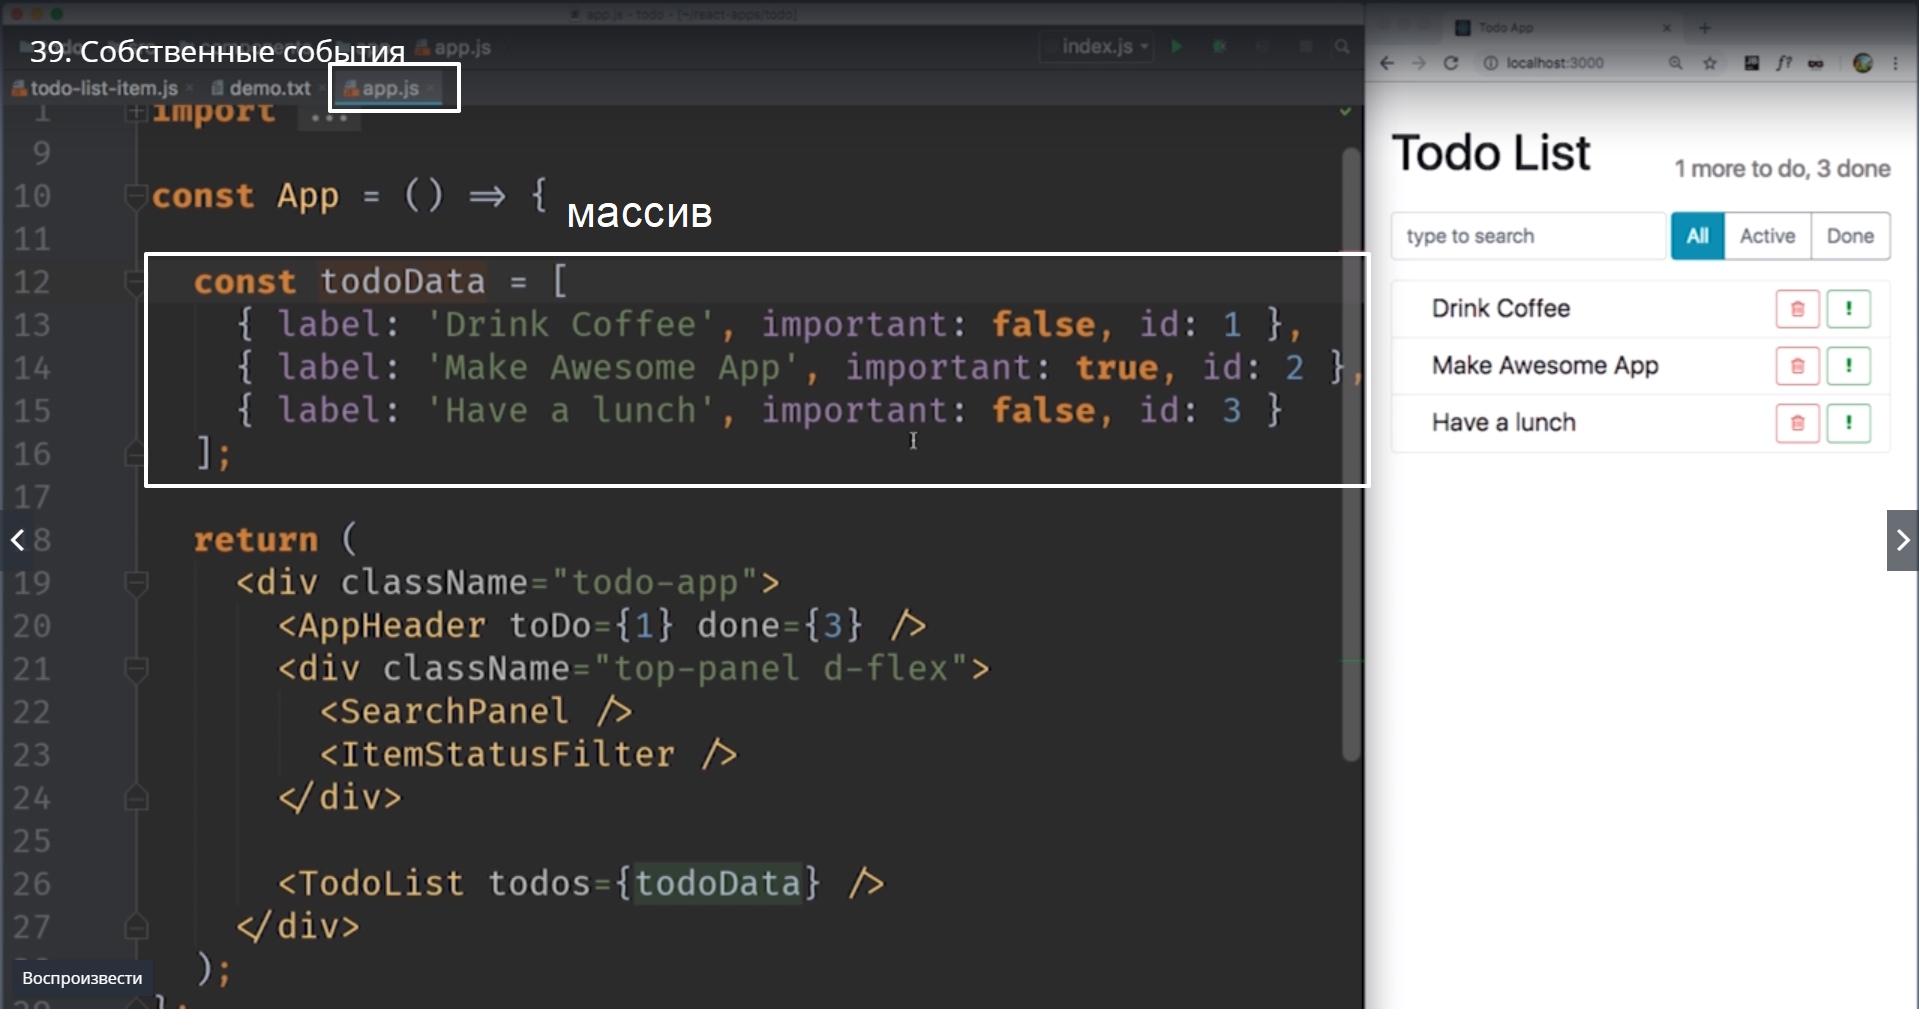 app.js - todo - [~/react-apps/todo]
39. Собственные события
app.js
index.js
todo-list-item.js
demo.txt
app.js
1 import ...
9
10 const App = () => {
массив
11
12 const todoData = [
13 { label: 'Drink Coffee', important: false, id: 1 },
14 { label: 'Make Awesome App', important: true, id: 2 },
15 { label: 'Have a lunch', important: false, id: 3 }
16 ];
17
8 return (
19 <div className="todo-app">
20 <AppHeader toDo={1} done={3} />
21 <div className="top-panel d-flex">
22 <SearchPanel />
23 <ItemStatusFilter />
24 </div>
25
26 <TodoList todos={todoData} />
27 </div>
);
Воспроизвести
};
Todo App
localhost:3000
f?
Todo List
1 more to do, 3 done
type to search
All
Active
Done
Drink Coffee
!
Make Awesome App
!
Have a lunch
!